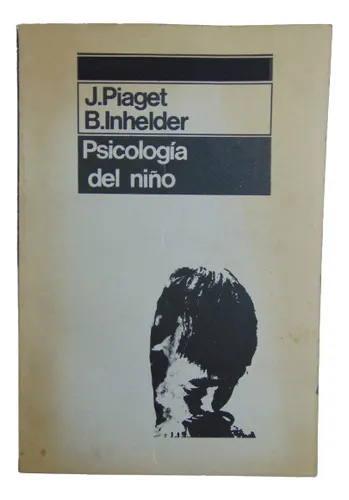 J.Piaget
B.Inhelder
Psicología
del niño